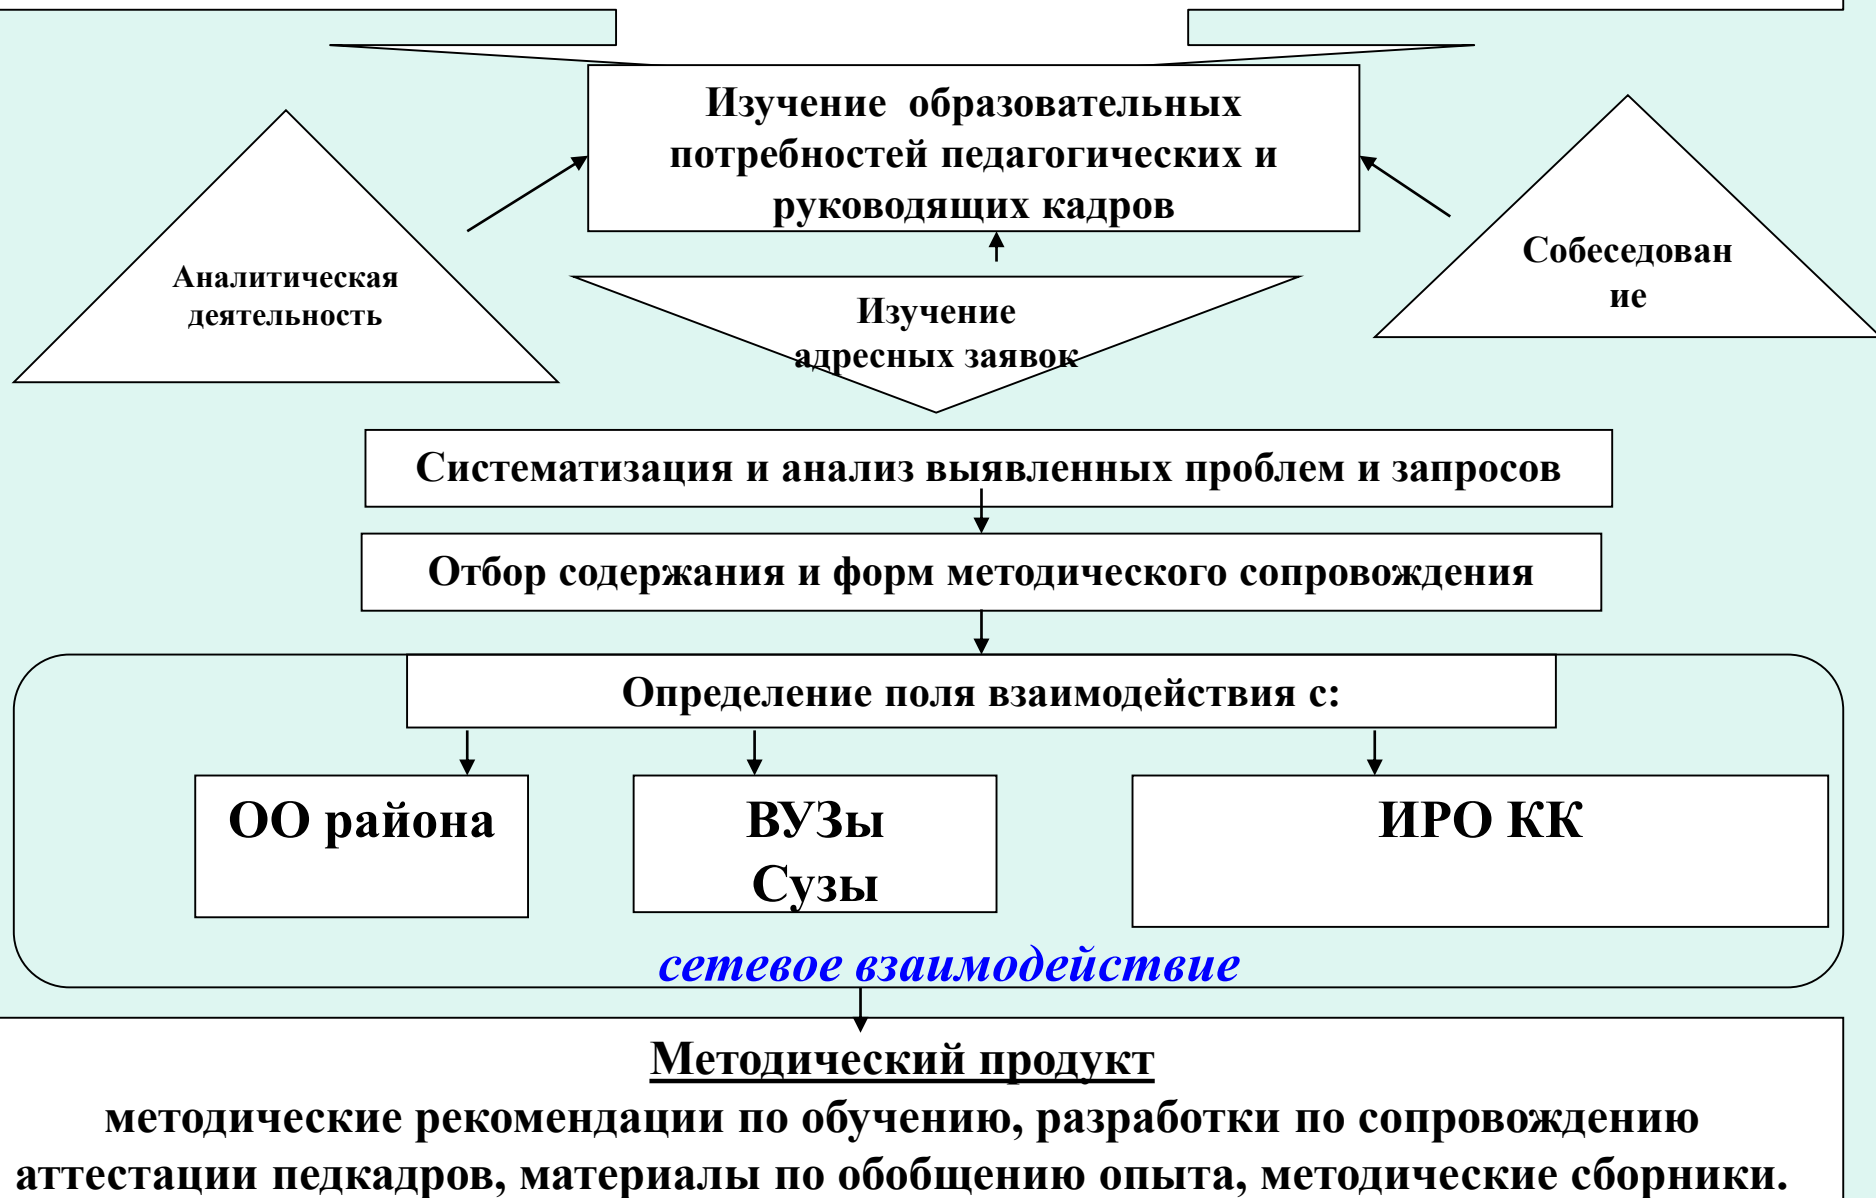 Изучение образовательных
потребностей педагогических и
руководящих кадров
Аналитическая
деятельность
Изучение
адресных заявок
Собеседован
ие
Систематизация и анализ выявленных проблем и запросов
Отбор содержания и форм методического сопровождения
Определение поля взаимодействия с:
ОО района
ВУЗы
Сузы
ИРО КК
сетевое взаимодействие
Методический продукт
методические рекомендации по обучению, разработки по сопровождению
аттестации педкадров, материалы по обобщению опыта, методические сборники.